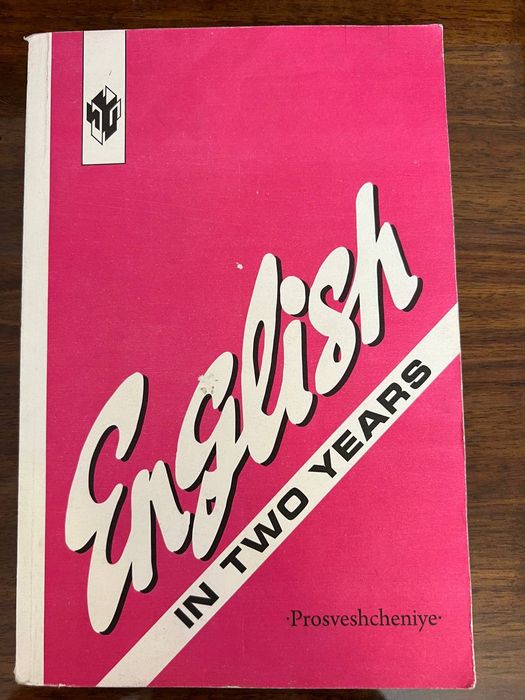 English
IN TWO YEARS
·Prosveshcheniye·